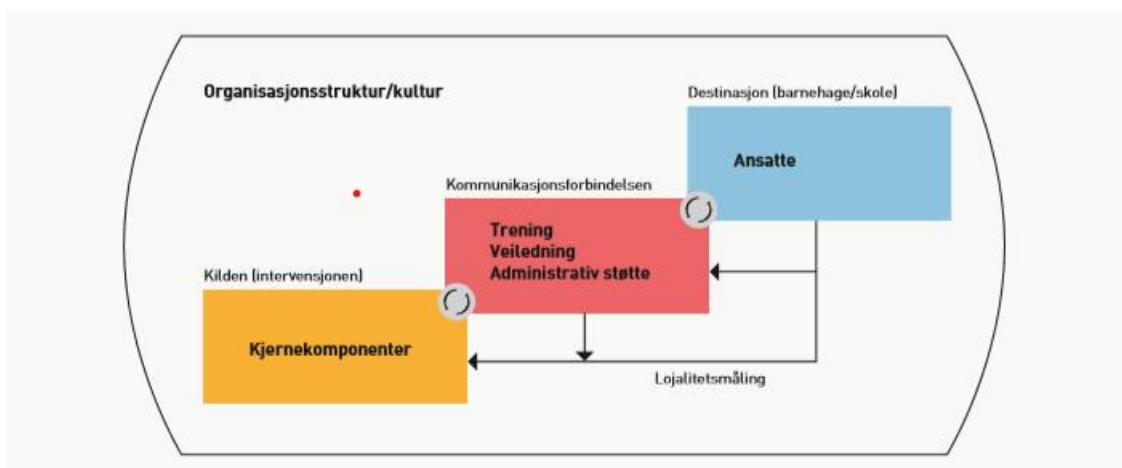 Organisasjonsstruktur/kultur
Destinasjon (barnehage/skole)
Ansatte
Kommunikasjonsforbindelsen
Trening
Veiledning
Administrativ støtte
Kilden (intervensjonen)
Kjernekomponenter
Lojalitetsmåling